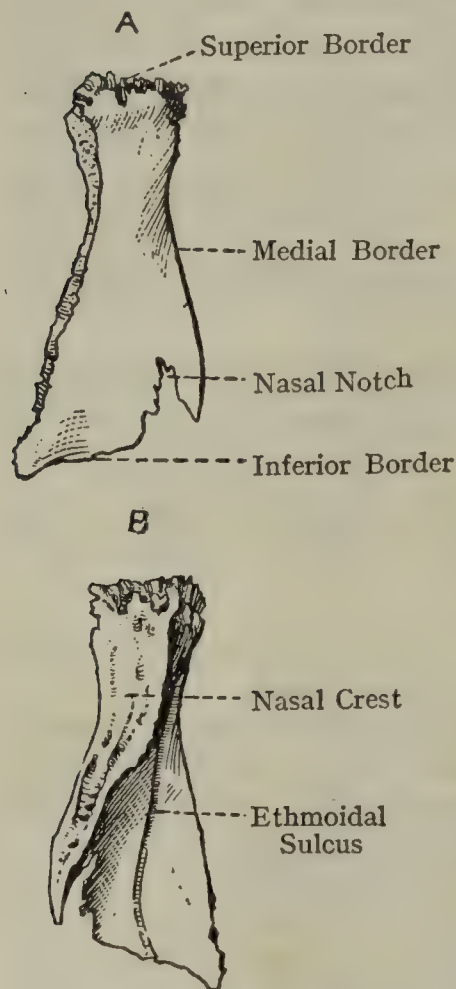 A
Superior Border
Medial Border
Nasal Notch
Inferior Border
B
Nasal Crest
Ethmoidal
Sulcus